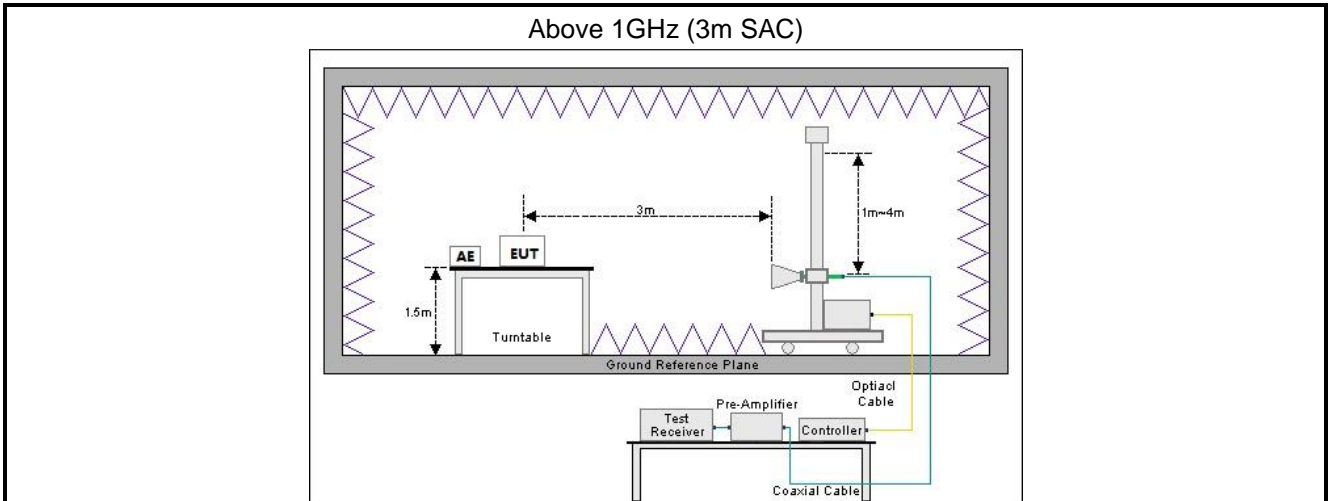 Above 1GHz (3m SAC)
3m
1m~4m
AE
EUT
1.5m
Turntable
Ground Reference Plane
Optiacl
Cable
Pre-Amplifier
Test
Receiver
Controller
Coaxial Cable